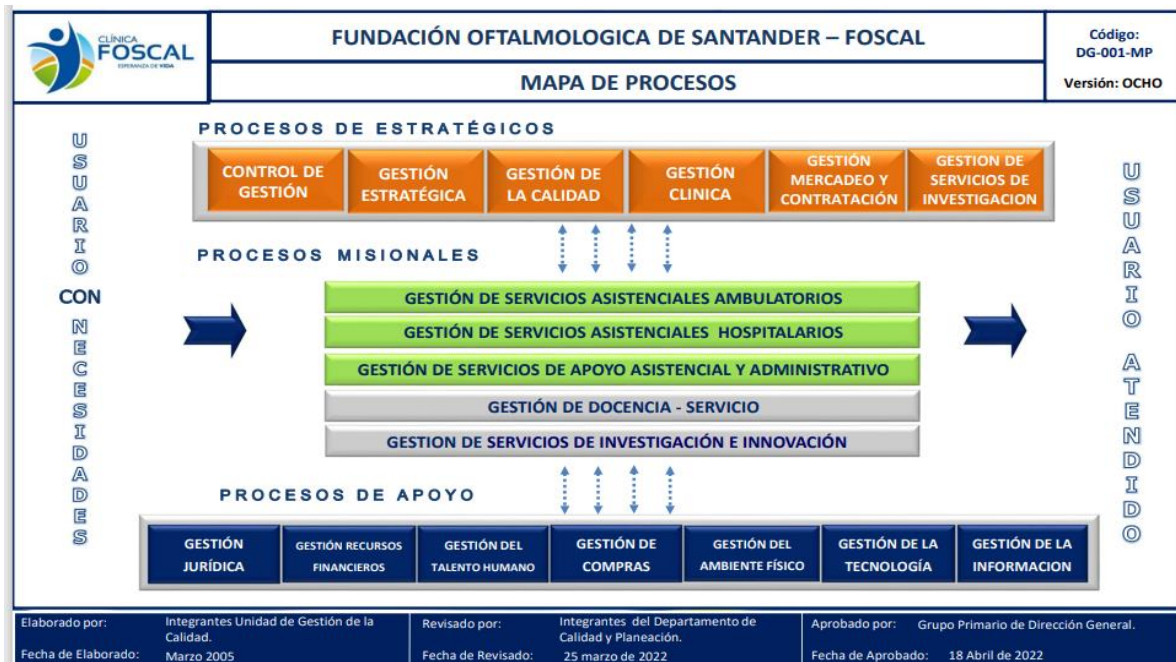 CLÍNICA
FOSCAL
ESPERANZA DE VIDA
FUNDACIÓN OFTALMOLOGICA DE SANTANDER – FOSCAL
MAPA DE PROCESOS
Código:
DG-001-MP
Versión: OCHO
USUARIO CON NECESIDADES
PROCESOS DE ESTRATÉGICOS
CONTROL DE
GESTIÓN
GESTIÓN
ESTRATÉGICA
GESTIÓN DE
LA CALIDAD
GESTIÓN
CLINICA
GESTIÓN
MERCADEO Y
CONTRATACIÓN
GESTION DE
SERVICIOS DE
INVESTIGACION
PROCESOS MISIONALES
GESTIÓN DE SERVICIOS ASISTENCIALES AMBULATORIOS
GESTIÓN DE SERVICIOS ASISTENCIALES HOSPITALARIOS
GESTIÓN DE SERVICIOS DE APOYO ASISTENCIAL Y ADMINISTRATIVO
GESTIÓN DE DOCENCIA - SERVICIO
GESTION DE SERVICIOS DE INVESTIGACIÓN E INNOVACIÓN
PROCESOS DE APOYO
GESTIÓN
JURÍDICA
GESTIÓN RECURSOS
FINANCIEROS
GESTIÓN DEL
TALENTO HUMANO
GESTIÓN DE
COMPRAS
GESTIÓN DEL
AMBIENTE FÍSICO
GESTIÓN DE LA
TECNOLOGÍA
GESTIÓN DE LA
INFORMACION
USUARIO ATENDIDO
Elaborado por: Integrantes Unidad de Gestión de la
Calidad.
Fecha de Elaborado: Marzo 2005
Revisado por: Integrantes del Departamento de
Calidad y Planeación.
Fecha de Revisado: 25 marzo de 2022
Aprobado por: Grupo Primario de Dirección General.
Fecha de Aprobado: 18 Abril de 2022